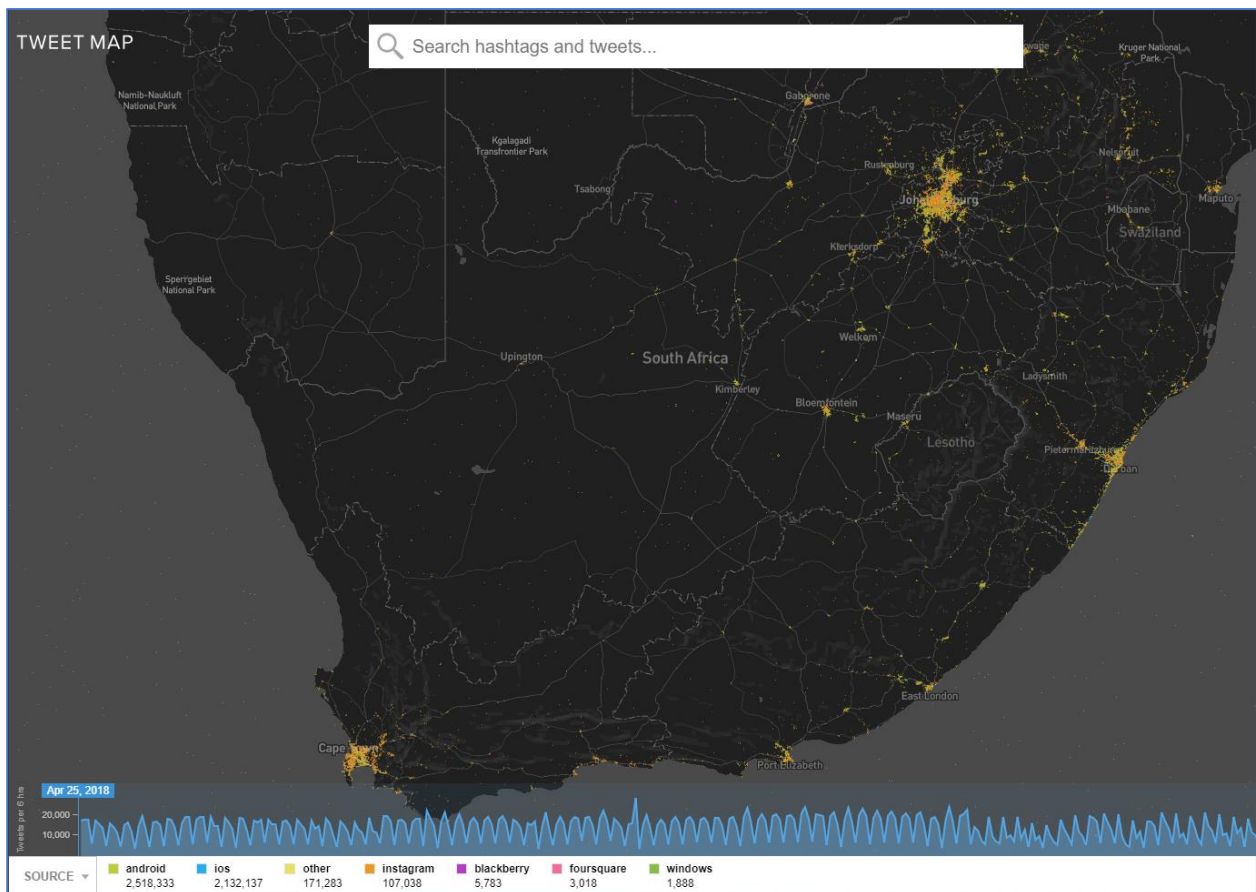 TWEET MAP
Search hashtags and tweets...
Kruger National
Park
Namib-Naukluft
National Park
Gaborone
Kgalagadi
Transfrontier Park
Rustenburg
Nelspruit
Tsabong
Maputo
Mbabane
Swaziland
Klerksdorp
Sperrgebiet
National Park
Welkom
Upington
South Africa
Kimberley
Ladysmith
Bloemfontein
Maseru
Lesotho
Pietermaritzburg
Durban
East London
Cape Town
Port Elizabeth
Apr 25, 2018
Tweets per 6 hrs
20,000
10,000
SOURCE
android ios other instagram blackberry foursquare windows
2,518,333 2,132,137 171,283 107,038 5,783 3,018 1,888